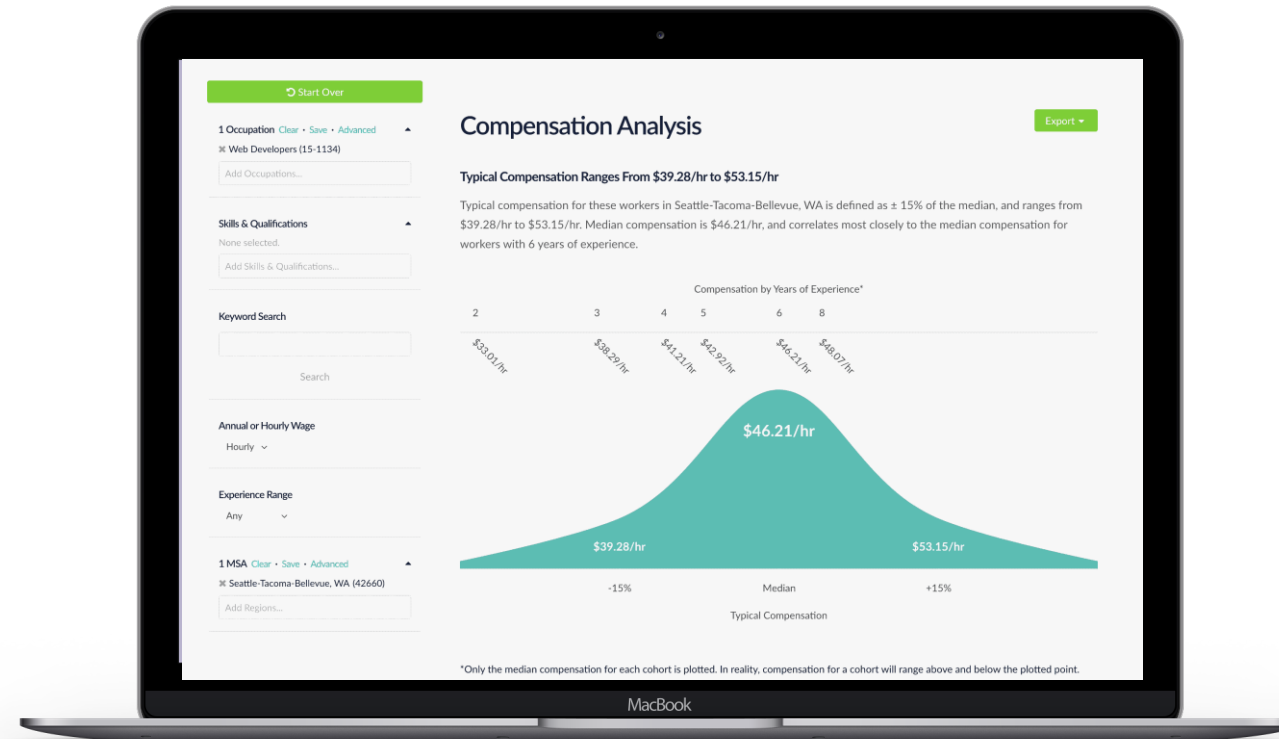 Start Over
1 Occupation Clear • Save • Advanced
⌘ Web Developers (15-1134)
Add Occupations...
Skills & Qualifications
None selected.
Add Skills & Qualifications...
Keyword Search
Search
Annual or Hourly Wage
Hourly
Experience Range
Any
1 MSA Clear • Save • Advanced
⌘ Seattle-Tacoma-Bellevue, WA (42660)
Add Regions...
Compensation Analysis
Export
Typical Compensation Ranges From $39.28/hr to $53.15/hr
Typical compensation for these workers in Seattle-Tacoma-Bellevue, WA is defined as ± 15% of the median, and ranges from
$39.28/hr to $53.15/hr. Median compensation is $46.21/hr, and correlates most closely to the median compensation for
workers with 6 years of experience.
Compensation by Years of Experience*
2 3 4 5 6 8
$33.01/hr $38.29/hr $41.21/hr $42.92/hr $46.21/hr $48.07/hr
$46.21/hr
$39.28/hr $53.15/hr
-15% Median +15%
Typical Compensation
*Only the median compensation for each cohort is plotted. In reality, compensation for a cohort will range above and below the plotted point.
MacBook